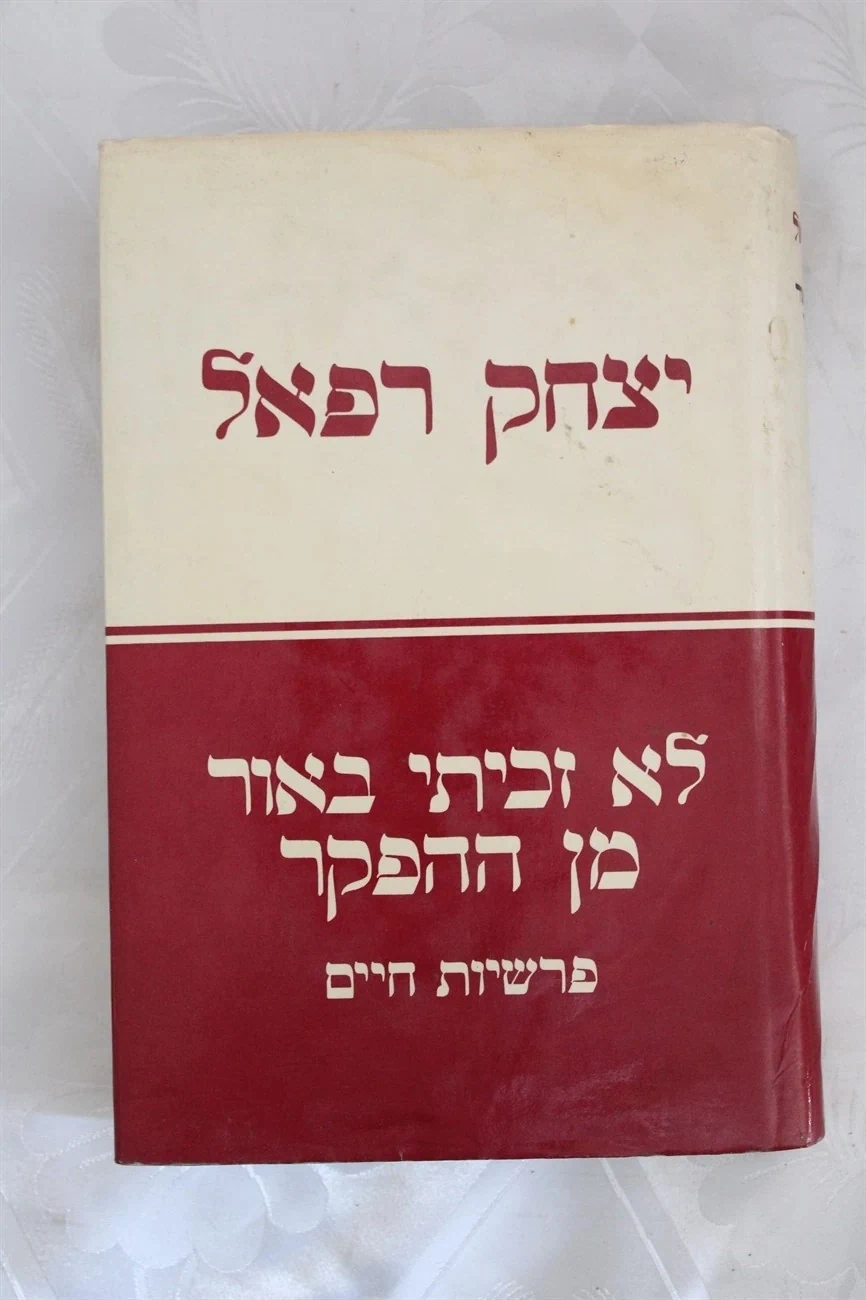 יצחק רפאל
לא זכיתי באור
מן ההפקר
פרשיות חיים